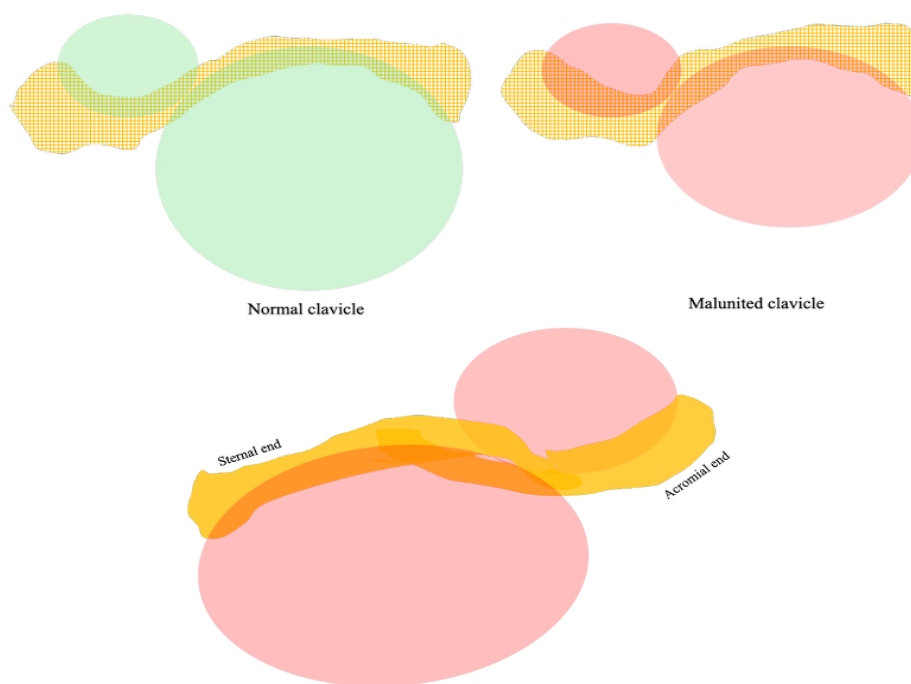 Normal clavicle
Malunited clavicle
Sternal end
Acromial end